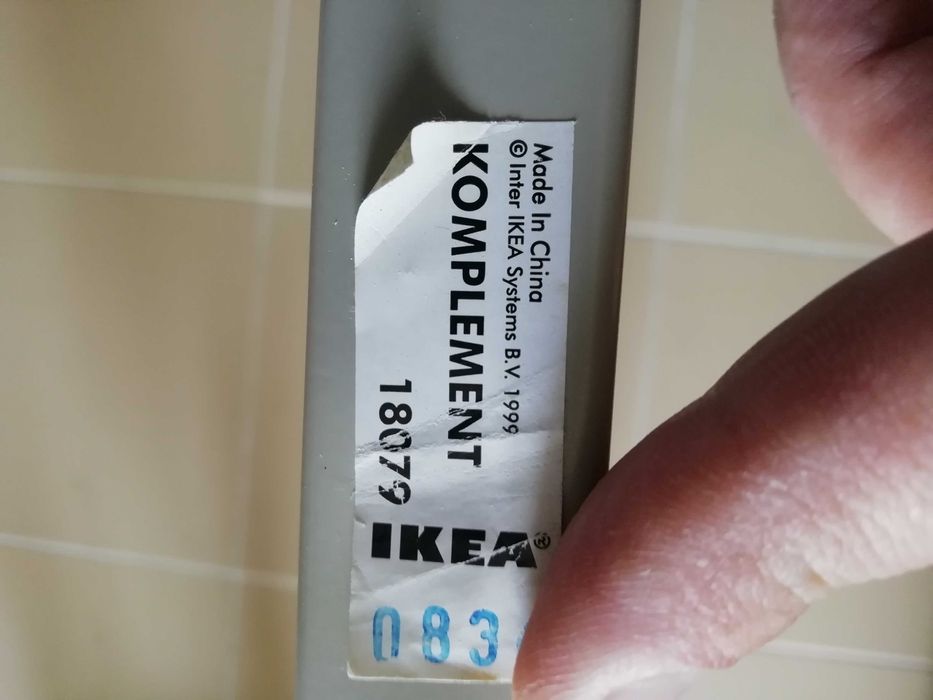 Made In China
© Inter IKEA Systems B.V. 1999
KOMPLEMENT
18079
IKEA®
083